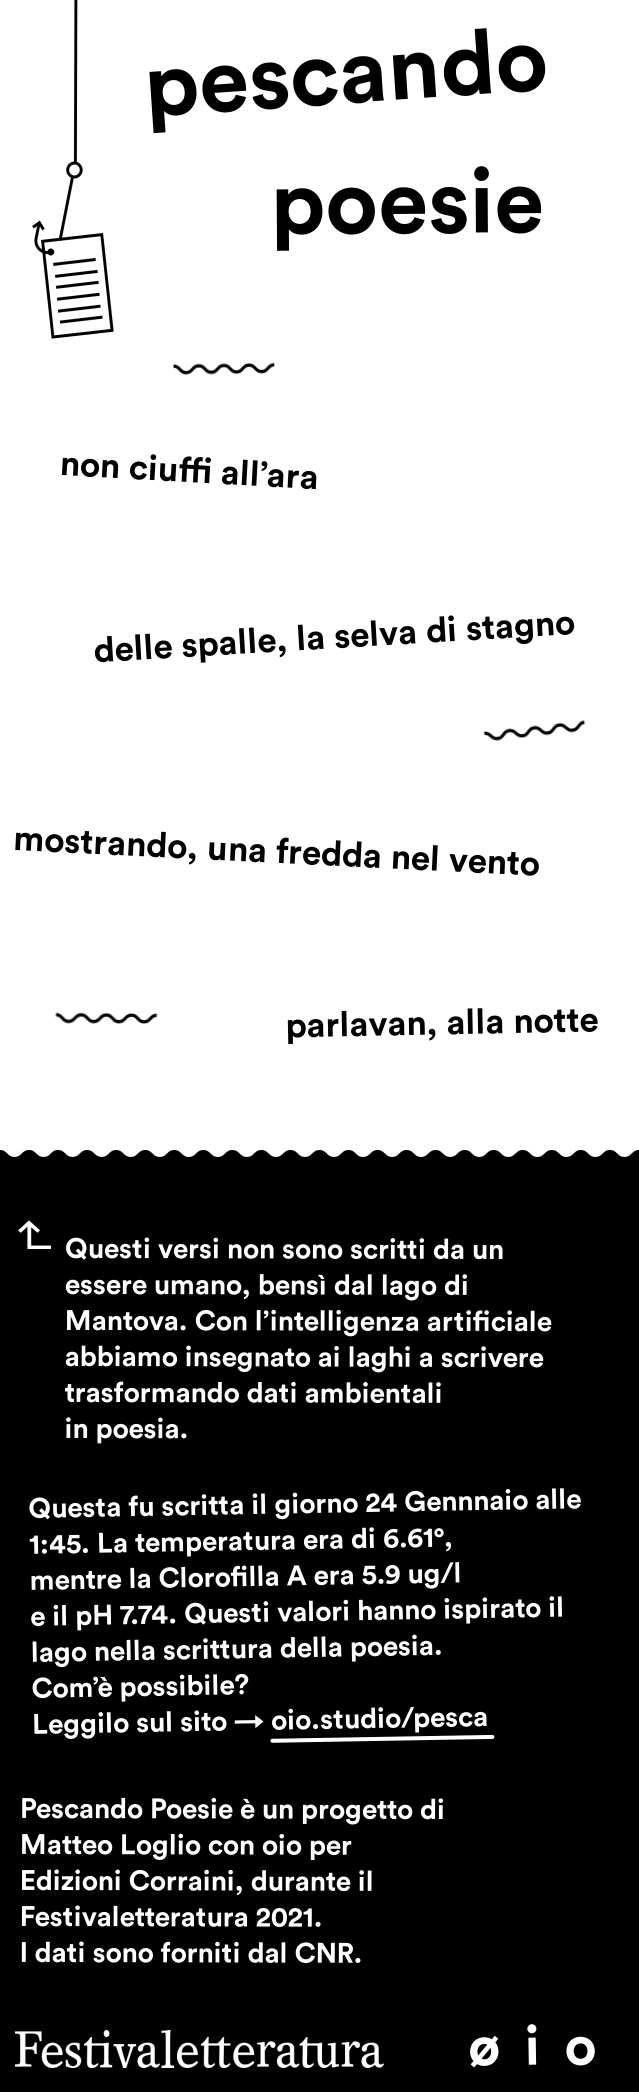 pescando
poesie
non ciuffi all’ara
delle spalle, la selva di stagno
mostrando, una fredda nel vento
parlavan, alla notte
Questi versi non sono scritti da un
essere umano, bensì dal lago di
Mantova. Con l’intelligenza artificiale
abbiamo insegnato ai laghi a scrivere
trasformando dati ambientali
in poesia.
Questa fu scritta il giorno 24 Gennnaio alle
1:45. La temperatura era di 6.61°,
mentre la Clorofilla A era 5.9 ug/l
e il pH 7.74. Questi valori hanno ispirato il
lago nella scrittura della poesia.
Com’è possibile?
Leggilo sul sito → oio.studio/pesca
Pescando Poesie è un progetto di
Matteo Loglio con oio per
Edizioni Corraini, durante il
Festivaletteratura 2021.
I dati sono forniti dal CNR.
Festivaletteratura
ø i o